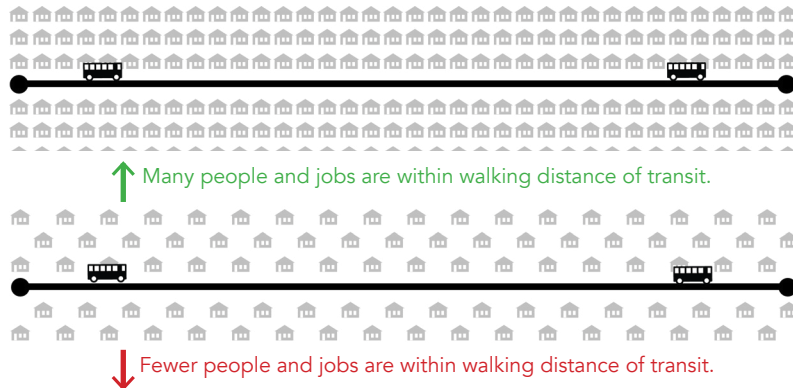 Many people and jobs are within walking distance of transit.
Fewer people and jobs are within walking distance of transit.